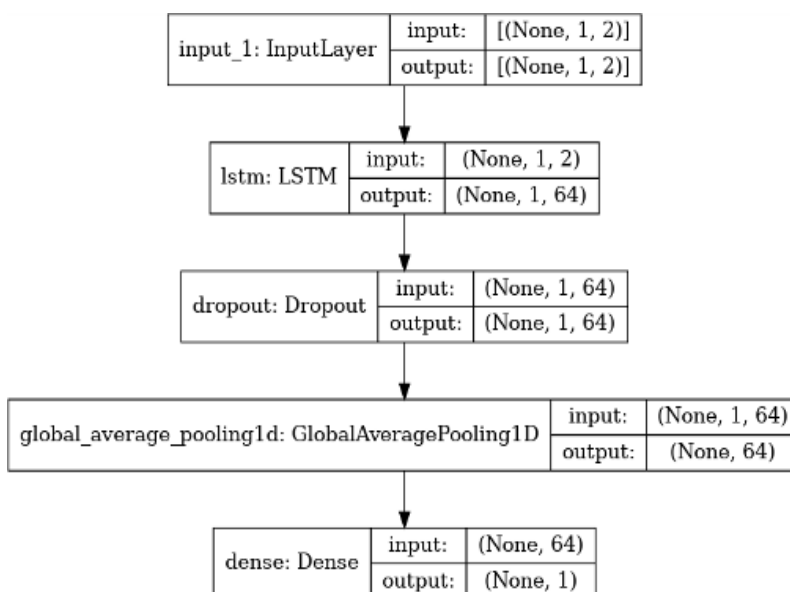 input_1: InputLayer
input: [(None, 1, 2)]
output: [(None, 1, 2)]
lstm: LSTM
input: (None, 1, 2)
output: (None, 1, 64)
dropout: Dropout
input: (None, 1, 64)
output: (None, 1, 64)
global_average_pooling1d: GlobalAveragePooling1D
input: (None, 1, 64)
output: (None, 64)
dense: Dense
input: (None, 64)
output: (None, 1)